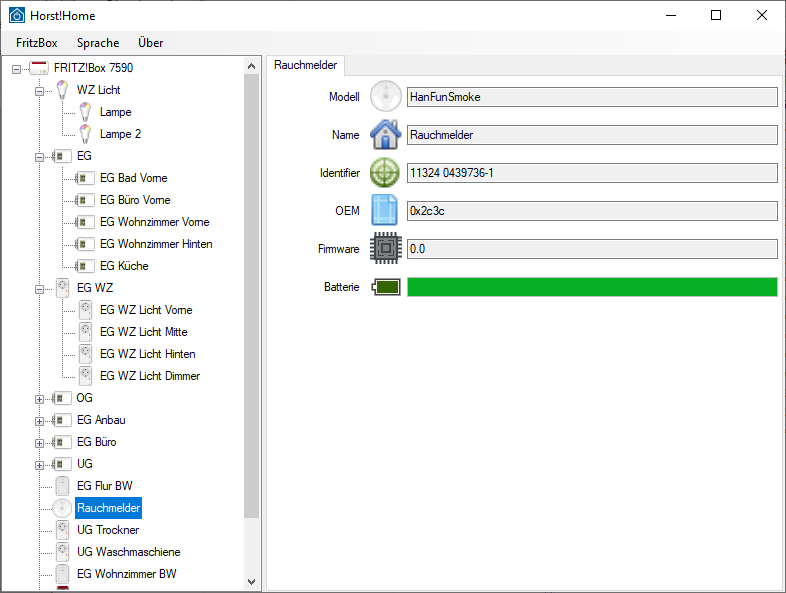 Horst!Home
FritzBox Sprache Über
FRITZ!Box 7590
WZ Licht
Lampe
Lampe 2
EG
EG Bad Vorne
EG Büro Vorne
EG Wohnzimmer Vorne
EG Wohnzimmer Hinten
EG Küche
EG WZ
EG WZ Licht Vorne
EG WZ Licht Mitte
EG WZ Licht Hinten
EG WZ Licht Dimmer
OG
EG Anbau
EG Büro
UG
EG Flur BW
Rauchmelder
UG Trockner
UG Waschmaschiene
EG Wohnzimmer BW
Rauchmelder
Modell HanFunSmoke
Name Rauchmelder
Identifier 11324 0439736-1
OEM 0x2c3c
Firmware 0.0
Batterie